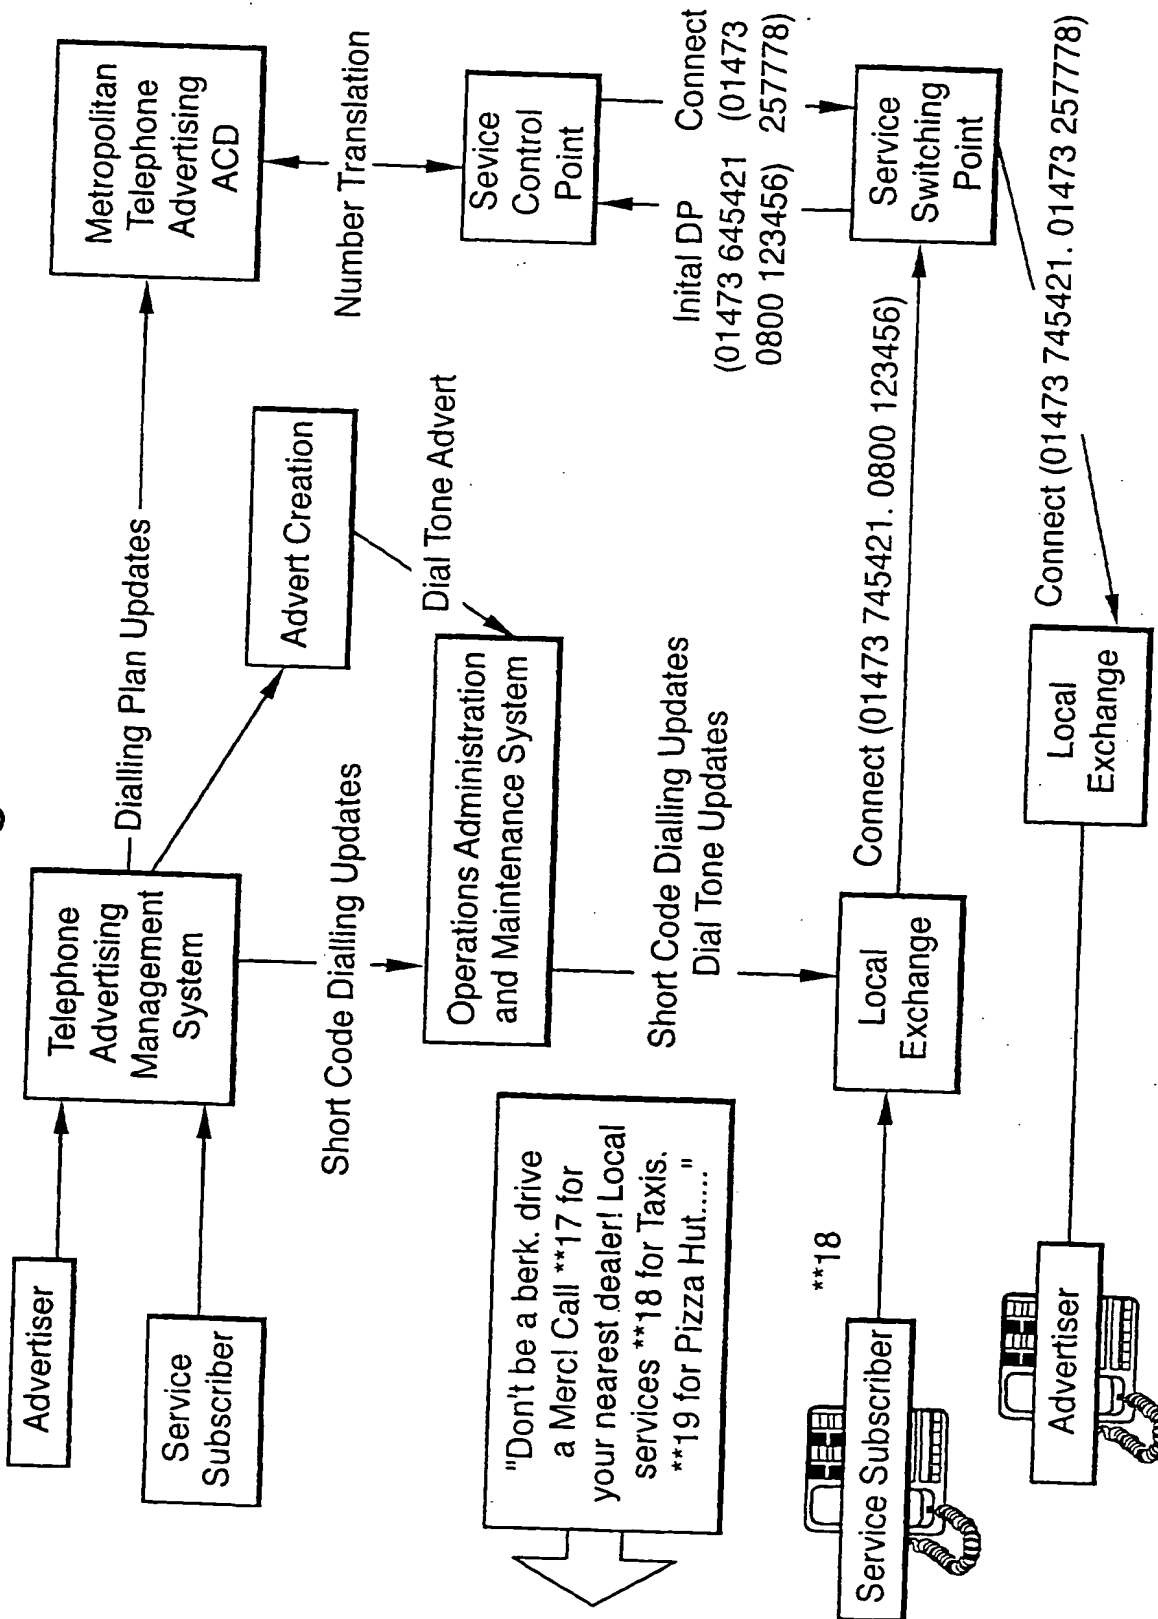 Advertiser
Service
Subscriber
Telephone
Advertising
Management
System
Dialling Plan Updates
Metropolitan
Telephone
Advertising
ACD
Advert Creation
Number Translation
Short Code Dialling Updates
Dial Tone Advert
Operations Administration
and Maintenance System
Sevice
Control
Point
"Don't be a berk. drive
a Merc! Call **17 for
your nearest dealer! Local
services **18 for Taxis.
**19 for Pizza Hut....."
Short Code Dialling Updates
Dial Tone Updates
Inital DP
(01473 645421
0800 123456)
Connect
(01473
257778)
Service Subscriber
**18
Local
Exchange
Connect (01473 745421. 0800 123456)
Service
Switching
Point
Advertiser
Local
Exchange
Connect (01473 745421. 01473 257778)